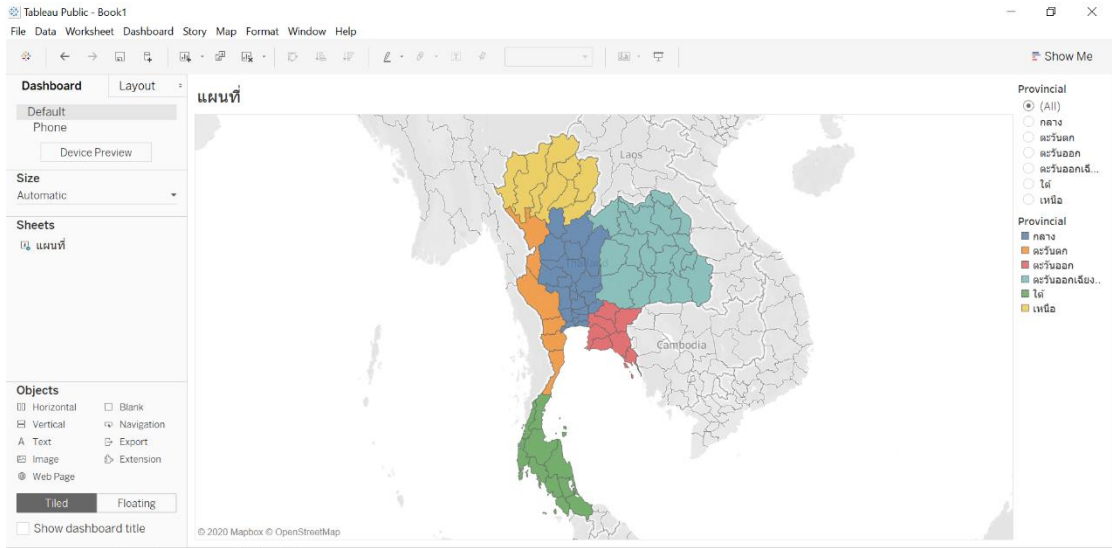 Tableau Public - Book1
File Data Worksheet Dashboard Story Map Format Window Help
Show Me
Dashboard Layout
Default
Phone
Device Preview
Size
Automatic
Sheets
แผนที่
Objects
Horizontal Blank
Vertical Navigation
A Text Export
Image Extension
Web Page
Tiled Floating
Show dashboard title
แผนที่
Laos
Cambodia
© 2020 Mapbox © OpenStreetMap
Provincial
(All)
กลาง
ตะวันตก
ตะวันออก
ตะวันออกเฉี...
ใต้
เหนือ
Provincial
กลาง
ตะวันตก
ตะวันออก
ตะวันออกเฉียง..
ใต้
เหนือ